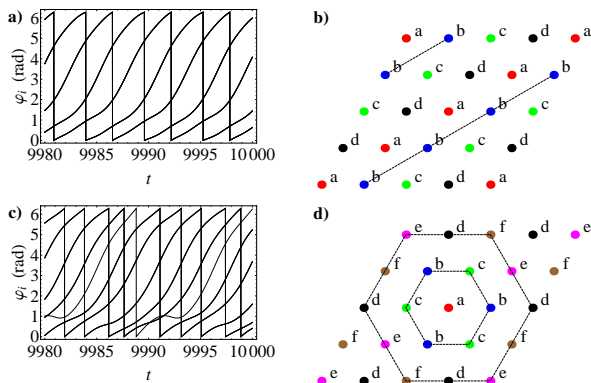 a)
φi (rad)
6
5
4
3
2
1
0
9980 9985 9990 9995 10000
t
b)
a b c d a
b c d a b
c d a b c
d a b c d
a b c d a
c)
φi (rad)
6
5
4
3
2
1
0
9980 9985 9990 9995 10000
t
d)
e d f d e
f b c e f
d c a b d
f e b c f
e d f d e